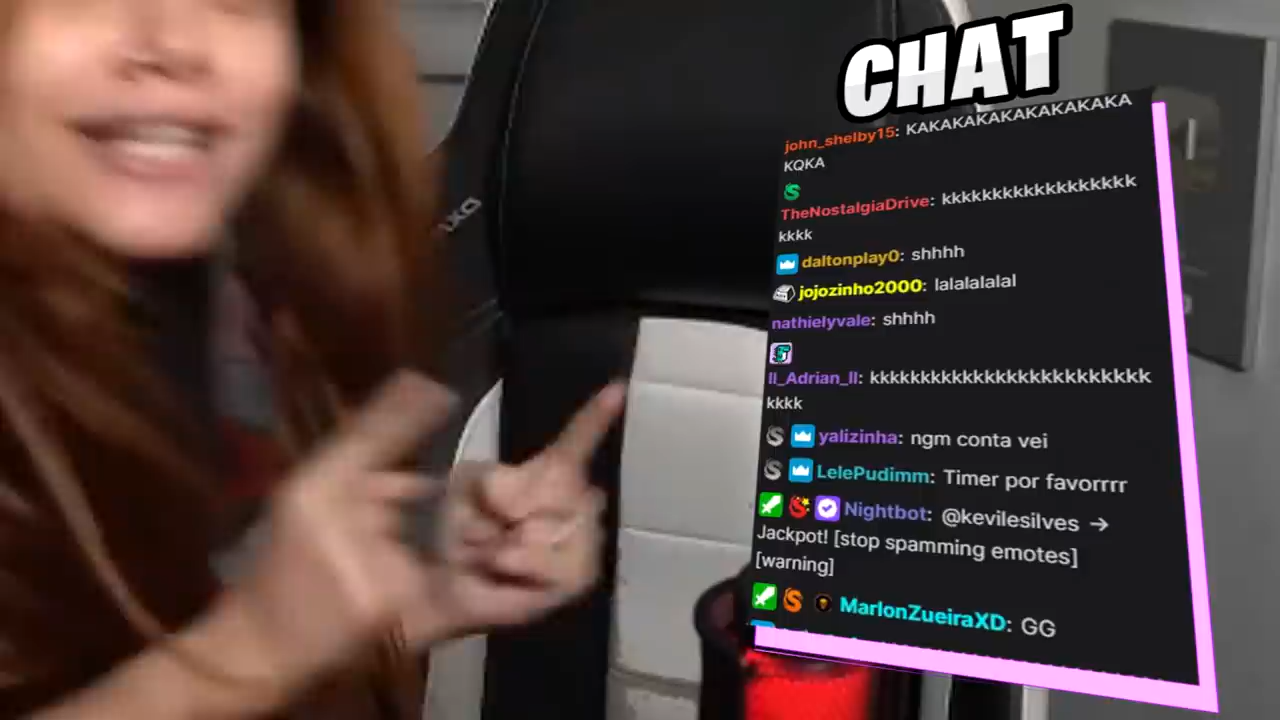 CHAT
john_shelby15: KAKAKAKAKAKAKAKAKA
KQKA
TheNostalgiaDrive: kkkkkkkkkkkkkkkkkk
kkkk
daltonplay0: shhhh
jojozinho2000: lalalalalal
nathielyvale: shhhh
ll_Adrian_ll: kkkkkkkkkkkkkkkkkkkkkkkkk
kkkk
yalizinha: ngm conta vei
LelePudimm: Timer por favorrrr
Nightbot: @kevilesilves →
Jackpot! [stop spamming emotes]
[warning]
MarlonZueiraXD: GG